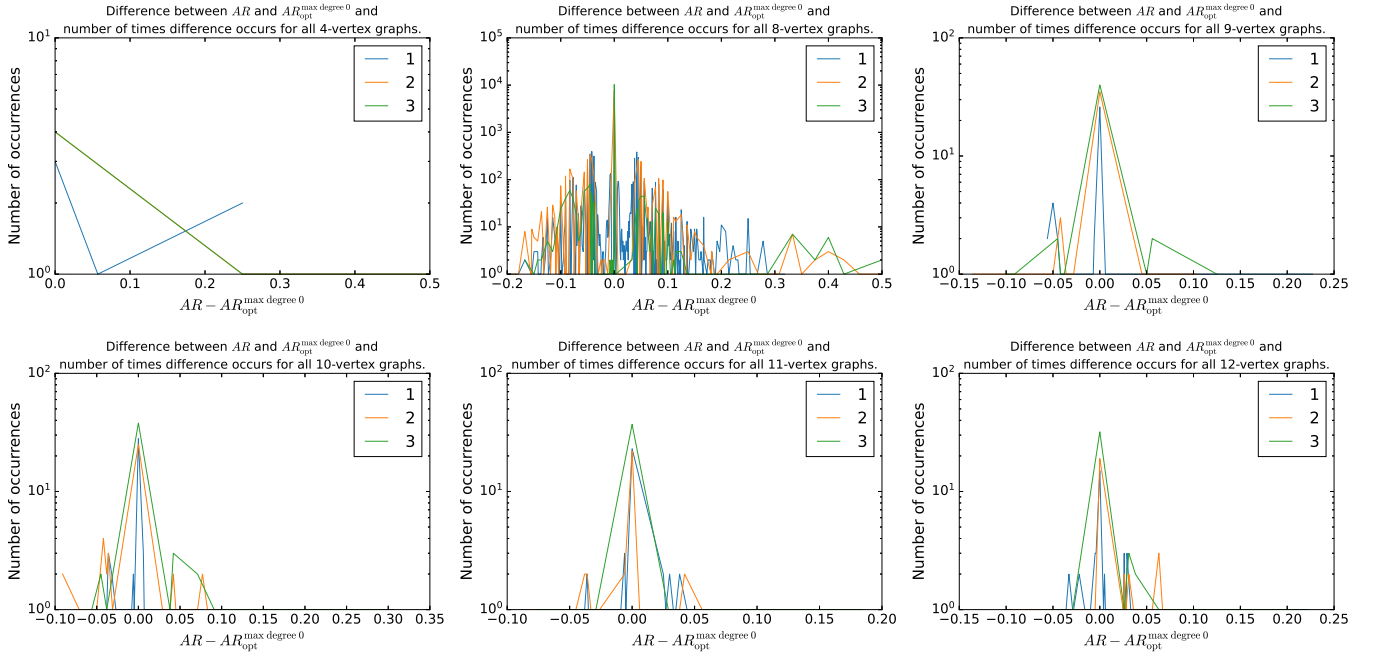 Difference between AR and AR_opt^max degree 0 and
number of times difference occurs for all 4-vertex graphs.
10^1
1
2
3
Number of occurrences
10^0
0.0 0.1 0.2 0.3 0.4 0.5
AR − AR_opt^max degree 0
Difference between AR and AR_opt^max degree 0 and
number of times difference occurs for all 8-vertex graphs.
10^5
10^4
10^3
10^2
10^1
10^0
1
2
3
Number of occurrences
−0.2 −0.1 0.0 0.1 0.2 0.3 0.4 0.5
AR − AR_opt^max degree 0
Difference between AR and AR_opt^max degree 0 and
number of times difference occurs for all 9-vertex graphs.
10^2
10^1
10^0
1
2
3
Number of occurrences
−0.15 −0.10 −0.05 0.00 0.05 0.10 0.15 0.20 0.25
AR − AR_opt^max degree 0
Difference between AR and AR_opt^max degree 0 and
number of times difference occurs for all 10-vertex graphs.
10^2
10^1
10^0
1
2
3
Number of occurrences
−0.10 −0.05 0.00 0.05 0.10 0.15 0.20 0.25 0.30 0.35
AR − AR_opt^max degree 0
Difference between AR and AR_opt^max degree 0 and
number of times difference occurs for all 11-vertex graphs.
10^2
10^1
10^0
1
2
3
Number of occurrences
−0.10 −0.05 0.00 0.05 0.10 0.15 0.20
AR − AR_opt^max degree 0
Difference between AR and AR_opt^max degree 0 and
number of times difference occurs for all 12-vertex graphs.
10^2
10^1
10^0
1
2
3
Number of occurrences
−0.15 −0.10 −0.05 0.00 0.05 0.10 0.15 0.20 0.25
AR − AR_opt^max degree 0